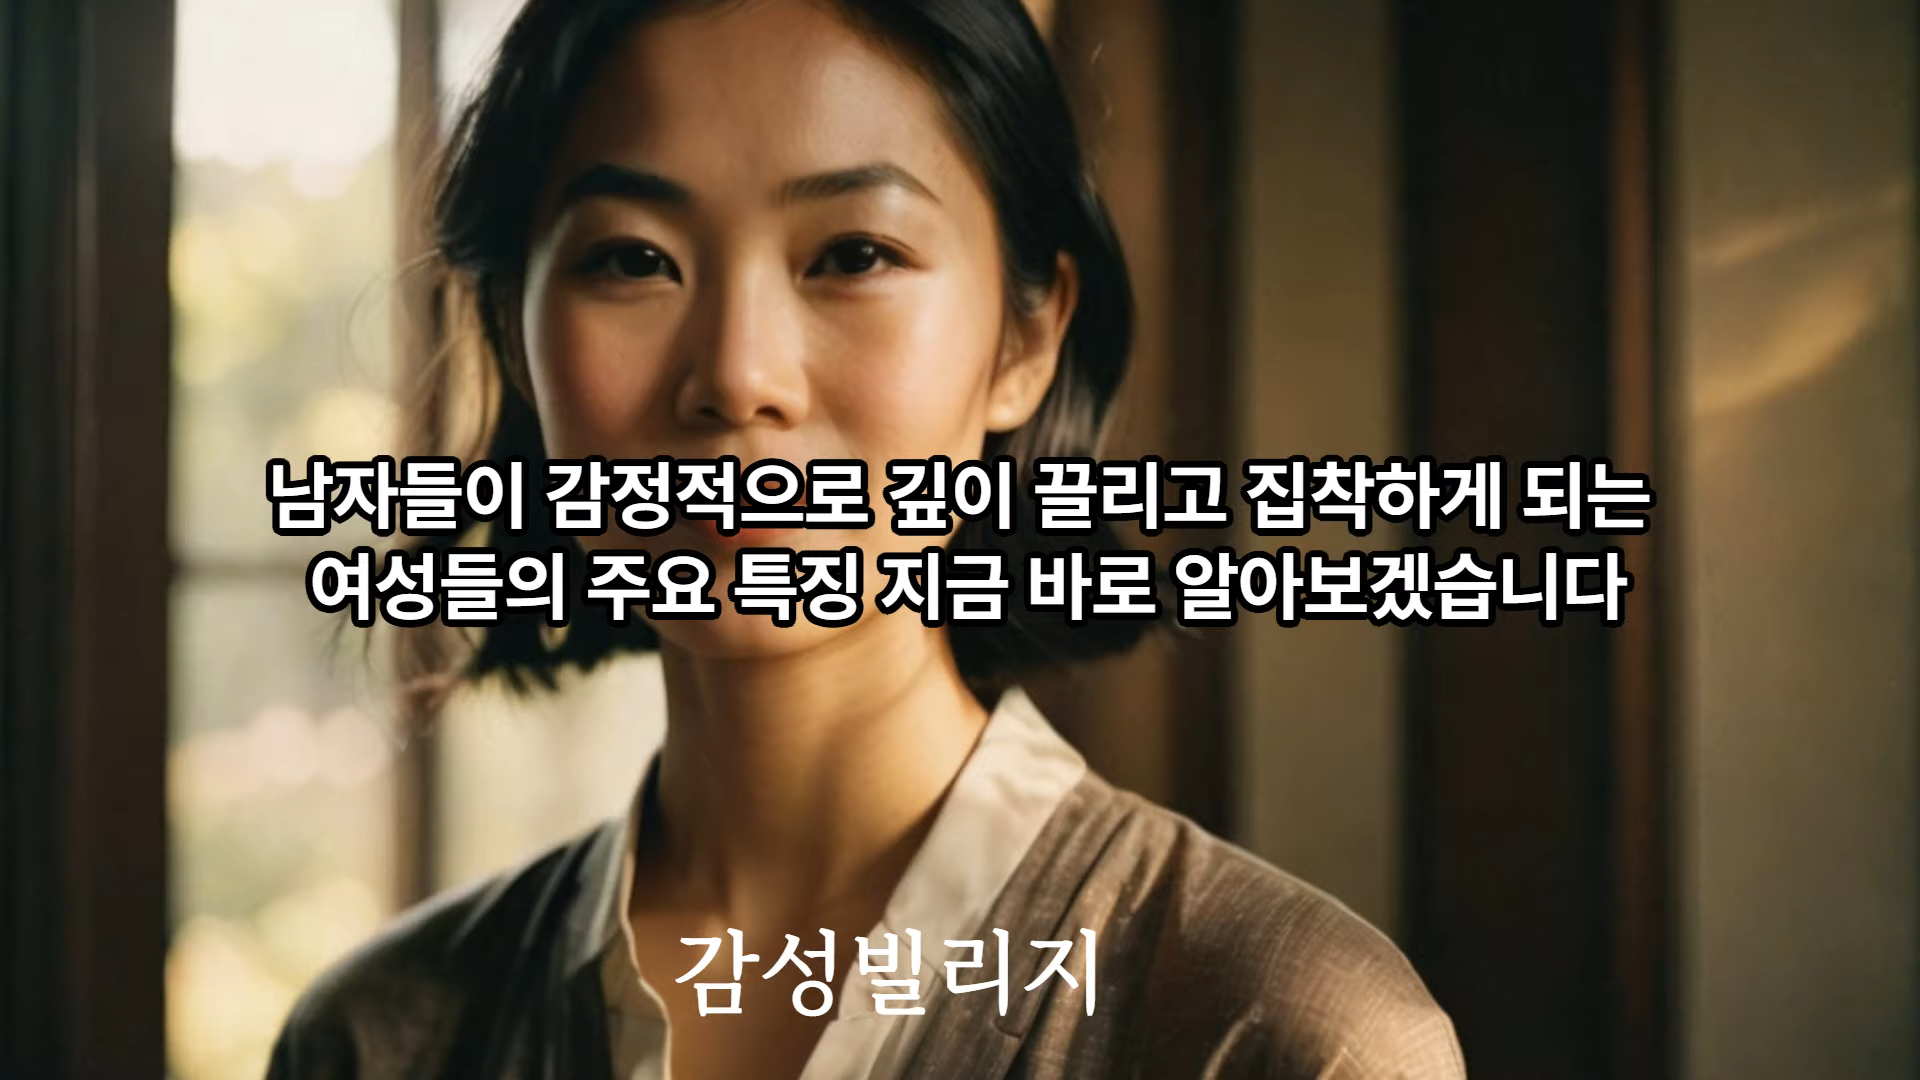 남자들이 감정적으로 깊이 끌리고 집착하게 되는
여성들의 주요 특징 지금 바로 알아보겠습니다
감성빌리지